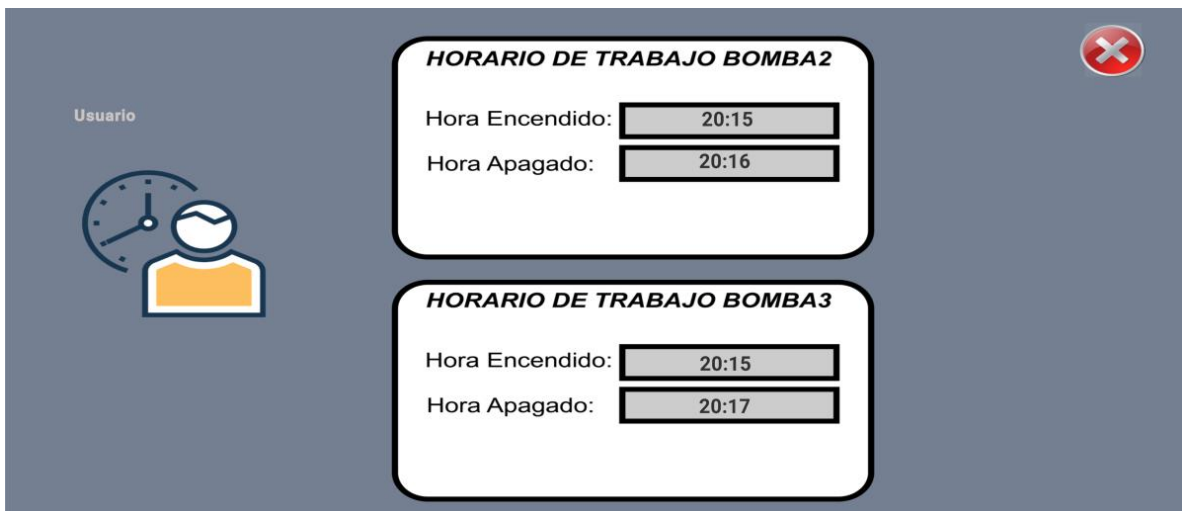 Usuario
HORARIO DE TRABAJO BOMBA2
Hora Encendido: 20:15
Hora Apagado: 20:16
HORARIO DE TRABAJO BOMBA3
Hora Encendido: 20:15
Hora Apagado: 20:17